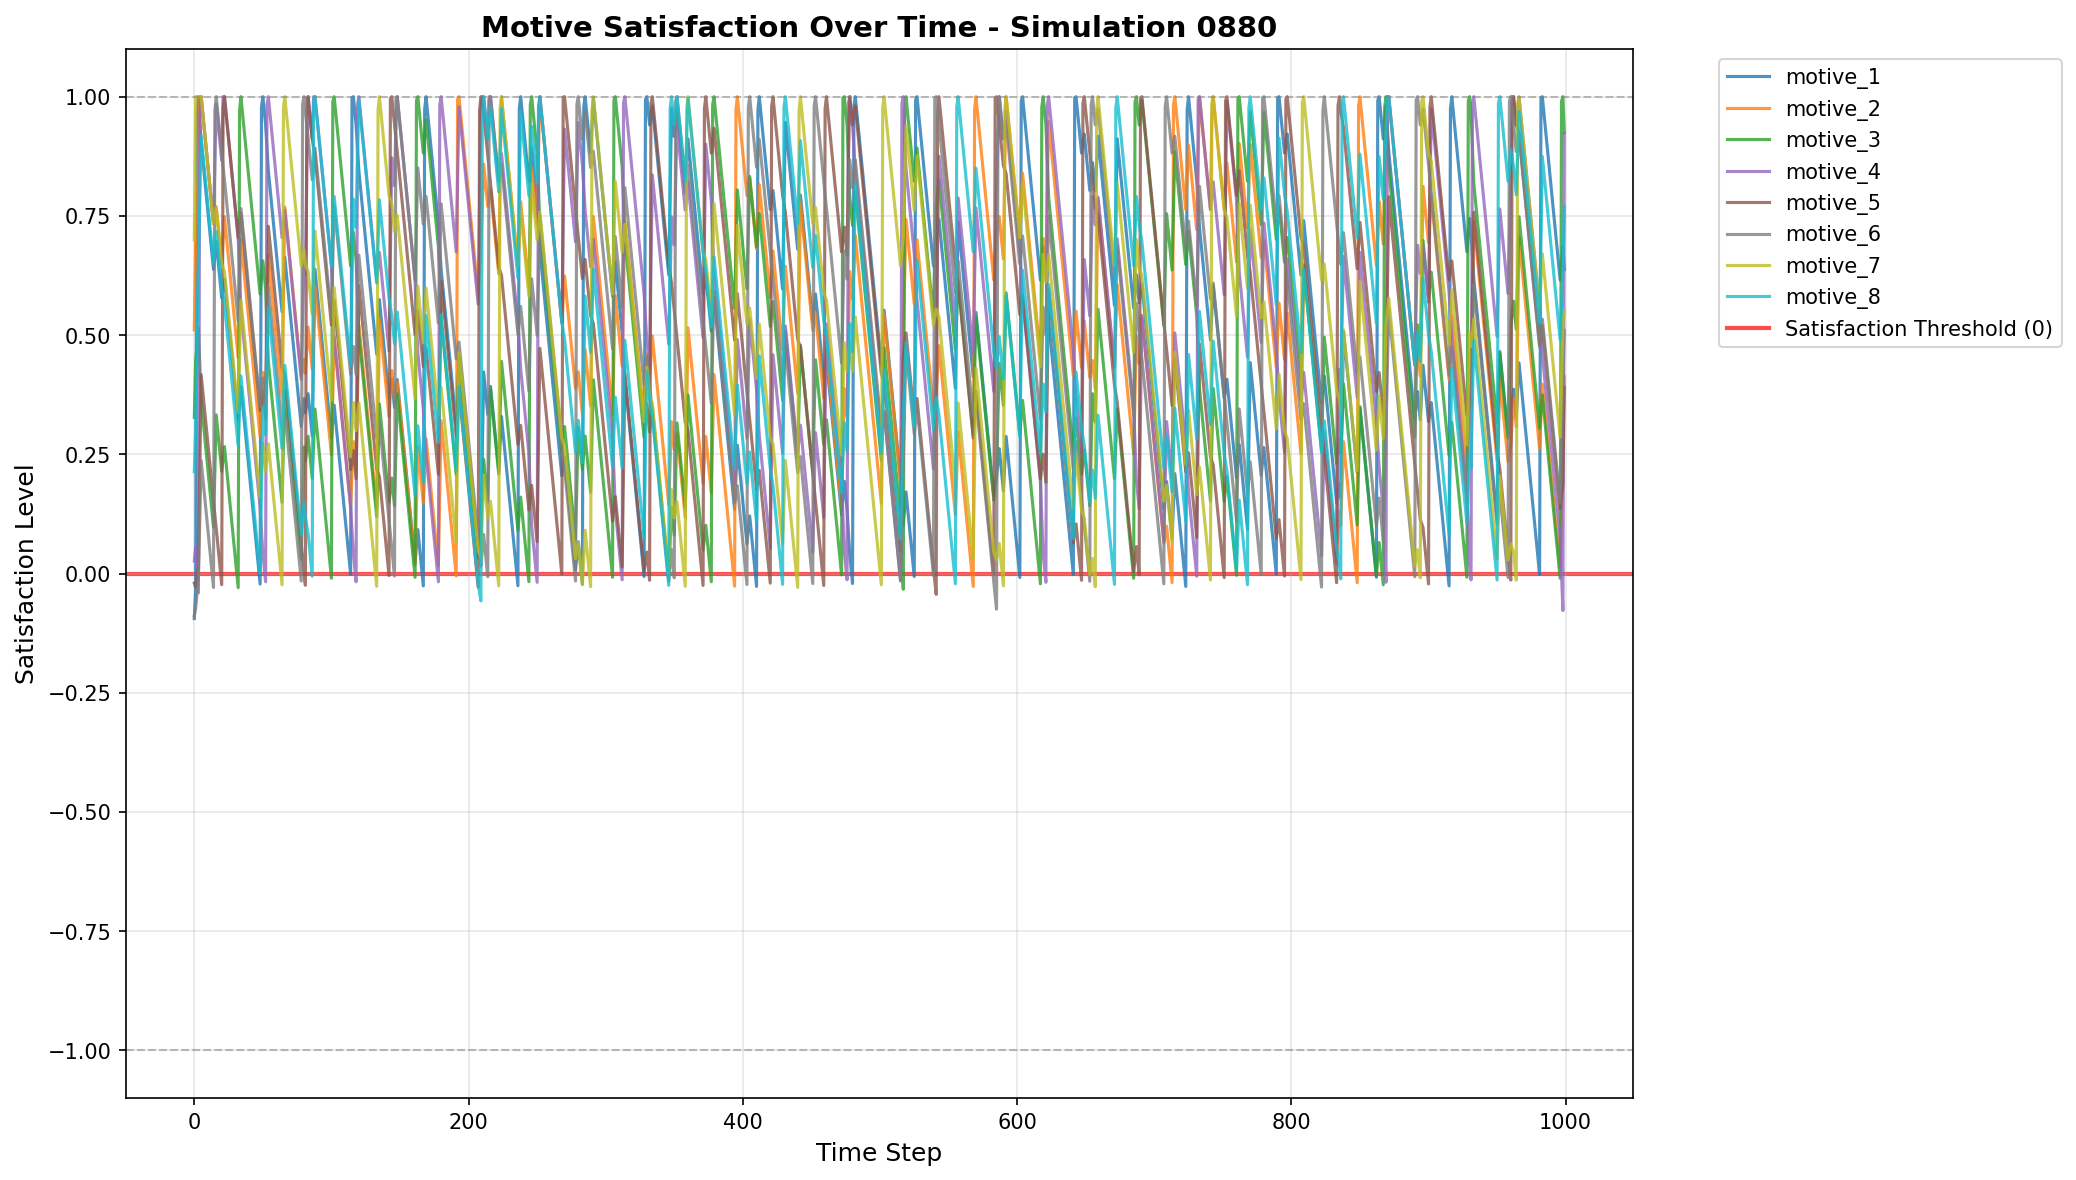 Motive Satisfaction Over Time - Simulation 0880
Satisfaction Level
1.00
0.75
0.50
0.25
0.00
−0.25
−0.50
−0.75
−1.00
0
200
400
600
800
1000
Time Step
motive_1
motive_2
motive_3
motive_4
motive_5
motive_6
motive_7
motive_8
Satisfaction Threshold (0)